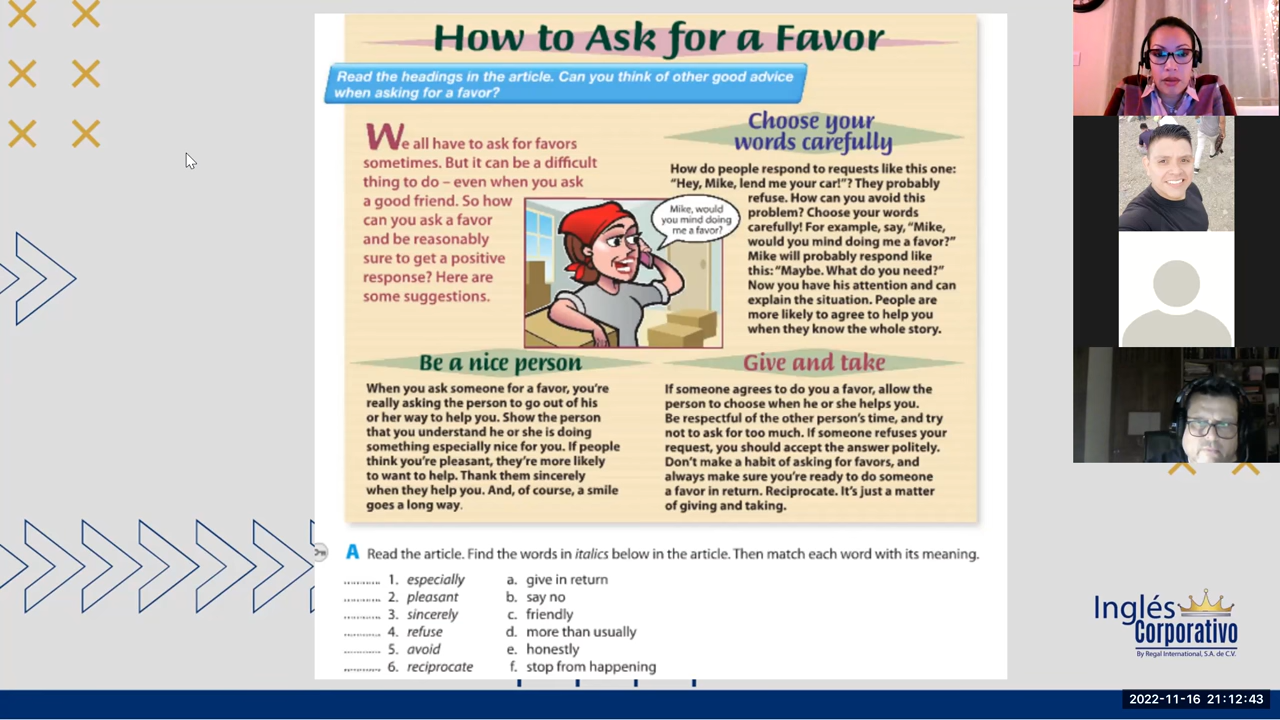 How to Ask for a Favor
Read the headings in the article. Can you think of other good advice
when asking for a favor?
We all have to ask for favors
sometimes. But it can be a difficult
thing to do – even when you ask
a good friend. So how
can you ask a favor
and be reasonably
sure to get a positive
response? Here are
some suggestions.
Mike, would
you mind doing
me a favor?
Choose your
words carefully
How do people respond to requests like this one:
“Hey, Mike, lend me your car!”? They probably
refuse. How can you avoid this
problem? Choose your words
carefully! For example, say, “Mike,
would you mind doing me a favor?”
Mike will probably respond like
this: “Maybe. What do you need?”
Now you have his attention and can
explain the situation. People are
more likely to agree to help you
when they know the whole story.
Be a nice person
When you ask someone for a favor, you’re
really asking the person to go out of his
or her way to help you. Show the person
that you understand he or she is doing
something especially nice for you. If people
think you’re pleasant, they’re more likely
to want to help. Thank them sincerely
when they help you. And, of course, a smile
goes a long way.
Give and take
If someone agrees to do you a favor, allow the
person to choose when he or she helps you.
Be respectful of the other person’s time, and try
not to ask for too much. If someone refuses your
request, you should accept the answer politely.
Don’t make a habit of asking for favors, and
always make sure you’re ready to do someone
a favor in return. Reciprocate. It’s just a matter
of giving and taking.
A Read the article. Find the words in italics below in the article. Then match each word with its meaning.
.......... 1. especially a. give in return
.......... 2. pleasant b. say no
.......... 3. sincerely c. friendly
.......... 4. refuse d. more than usually
.......... 5. avoid e. honestly
.......... 6. reciprocate f. stop from happening
Inglés
Corporativo
By Regal International, S.A. de C.V.
2022-11-16 21:12:43